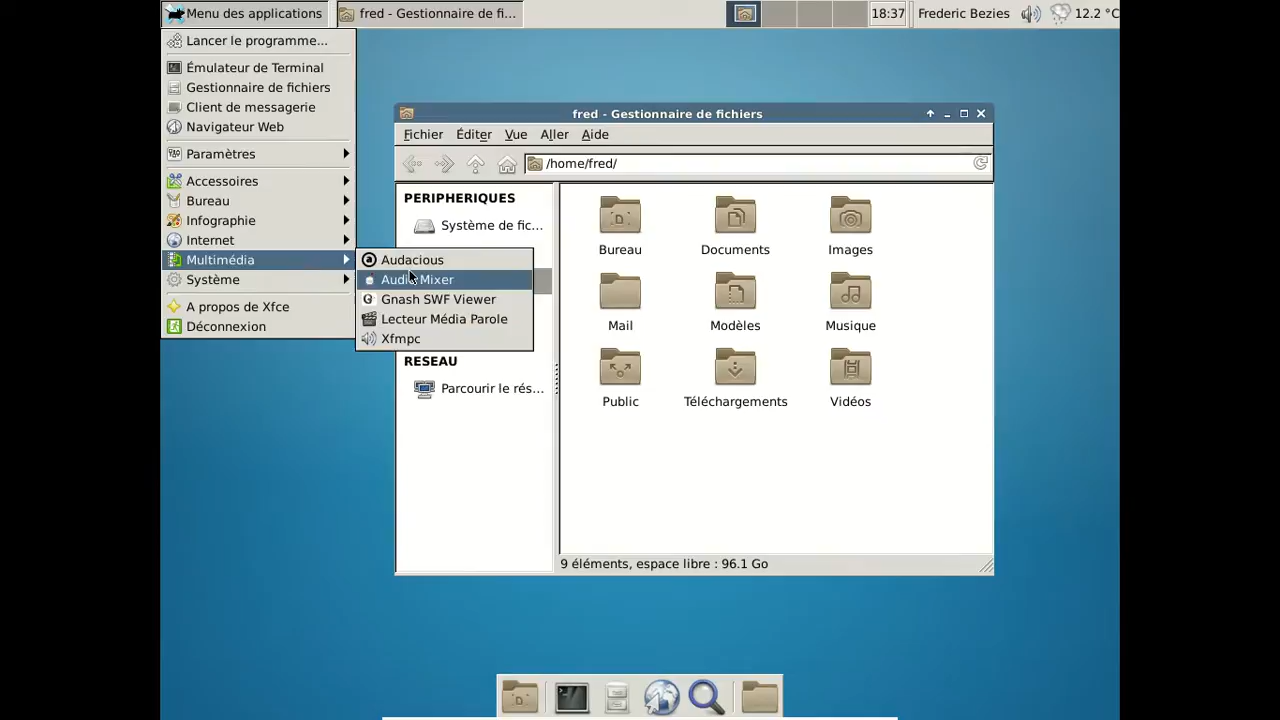 Menu des applications
fred - Gestionnaire de fi...
18:37
Frederic Bezies
12.2 °C
Lancer le programme...
Émulateur de Terminal
Gestionnaire de fichiers
Client de messagerie
Navigateur Web
Paramètres
Accessoires
Bureau
Infographie
Internet
Multimédia
Système
A propos de Xfce
Déconnexion
Audacious
Audio Mixer
Gnash SWF Viewer
Lecteur Média Parole
Xfmpc
fred - Gestionnaire de fichiers
Fichier Éditer Vue Aller Aide
/home/fred/
PERIPHERIQUES
Système de fic...
RESEAU
Parcourir le rés...
Bureau Documents Images
Mail Modèles Musique
Public Téléchargements Vidéos
9 éléments, espace libre : 96.1 Go